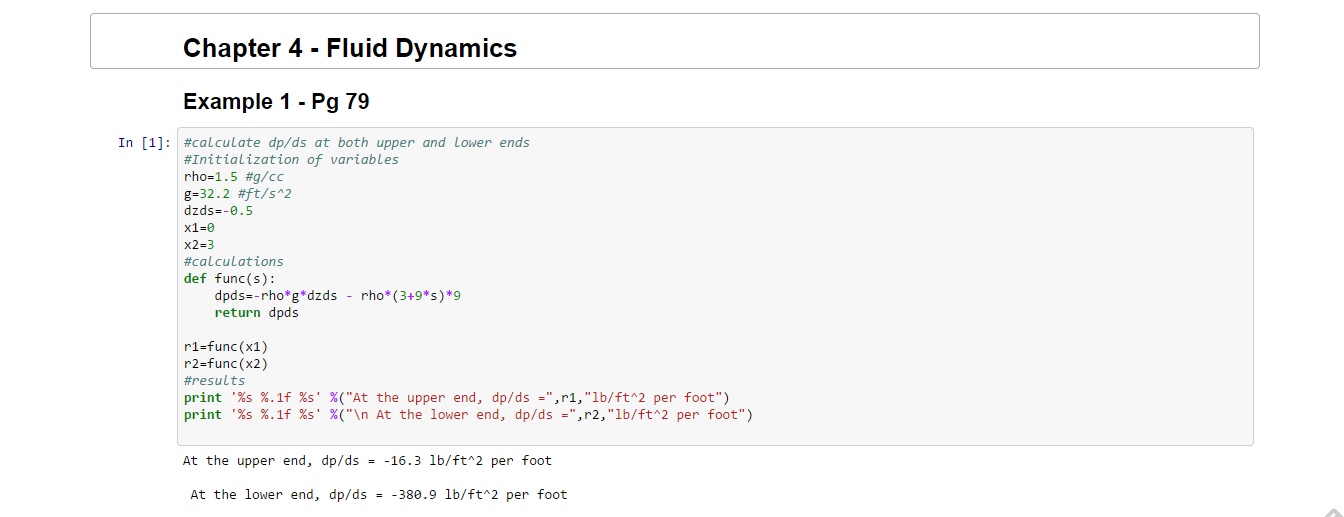 Chapter 4 - Fluid Dynamics
Example 1 - Pg 79
In [1]: #calculate dp/ds at both upper and lower ends
#Initialization of variables
rho=1.5 #g/cc
g=32.2 #ft/s^2
dzds=-0.5
x1=0
x2=3
#calculations
def func(s):
    dpds=-rho*g*dzds - rho*(3+9*s)*9
    return dpds
r1=func(x1)
r2=func(x2)
#results
print '%s %.1f %s' %("At the upper end, dp/ds =",r1,"lb/ft^2 per foot")
print '%s %.1f %s' %("\n At the lower end, dp/ds =",r2,"lb/ft^2 per foot")
At the upper end, dp/ds = -16.3 lb/ft^2 per foot
 At the lower end, dp/ds = -380.9 lb/ft^2 per foot